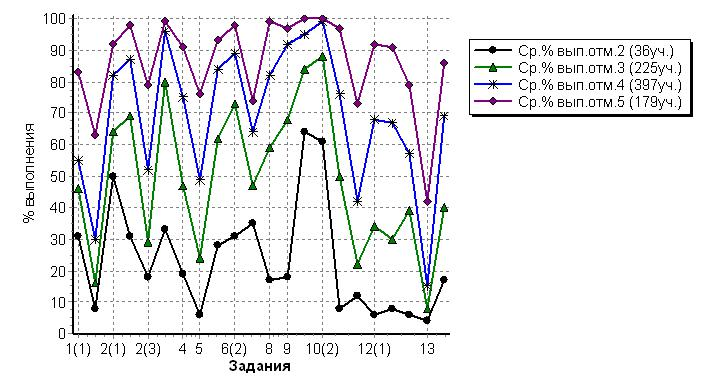 % выполнения
100
90
80
70
60
50
40
30
20
10
0
1(1) 2(1) 2(3) 4 5 6(2) 8 9 10(2) 12(1) 13
Задания
Ср.% вып.отм.2 (36уч.)
Ср.% вып.отм.3 (225уч.)
Ср.% вып.отм.4 (397уч.)
Ср.% вып.отм.5 (179уч.)